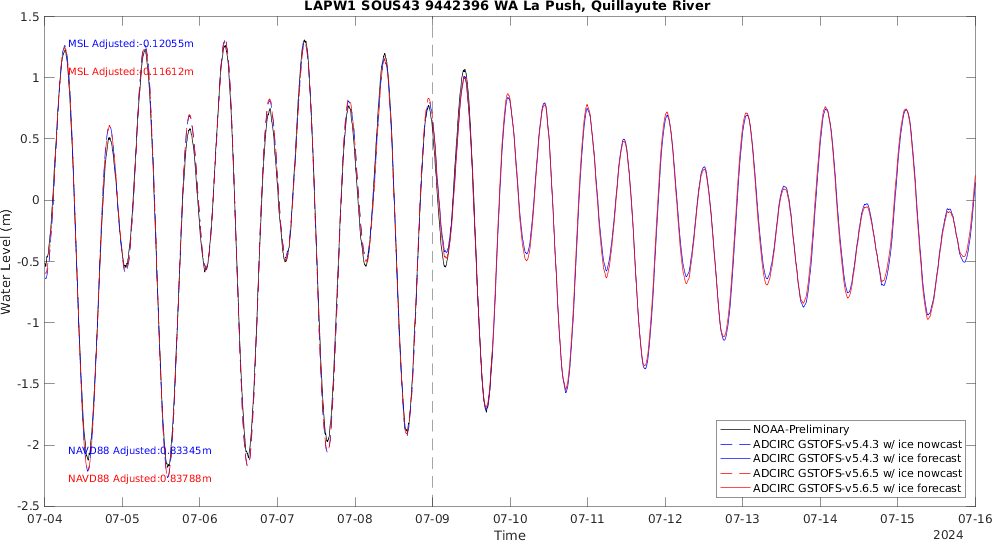 LAPW1 SOUS43 9442396 WA La Push, Quillayute River
1.5
1
0.5
0
-0.5
-1
-1.5
-2
-2.5
Water Level (m)
MSL Adjusted:-0.12055m
MSL Adjusted:-0.11612m
NAVD88 Adjusted:0.83345m
NAVD88 Adjusted:0.83788m
NOAA-Preliminary
ADCIRC GSTOFS-v5.4.3 w/ ice nowcast
ADCIRC GSTOFS-v5.4.3 w/ ice forecast
ADCIRC GSTOFS-v5.6.5 w/ ice nowcast
ADCIRC GSTOFS-v5.6.5 w/ ice forecast
07-04 07-05 07-06 07-07 07-08 07-09 07-10 07-11 07-12 07-13 07-14 07-15 07-16
Time
2024